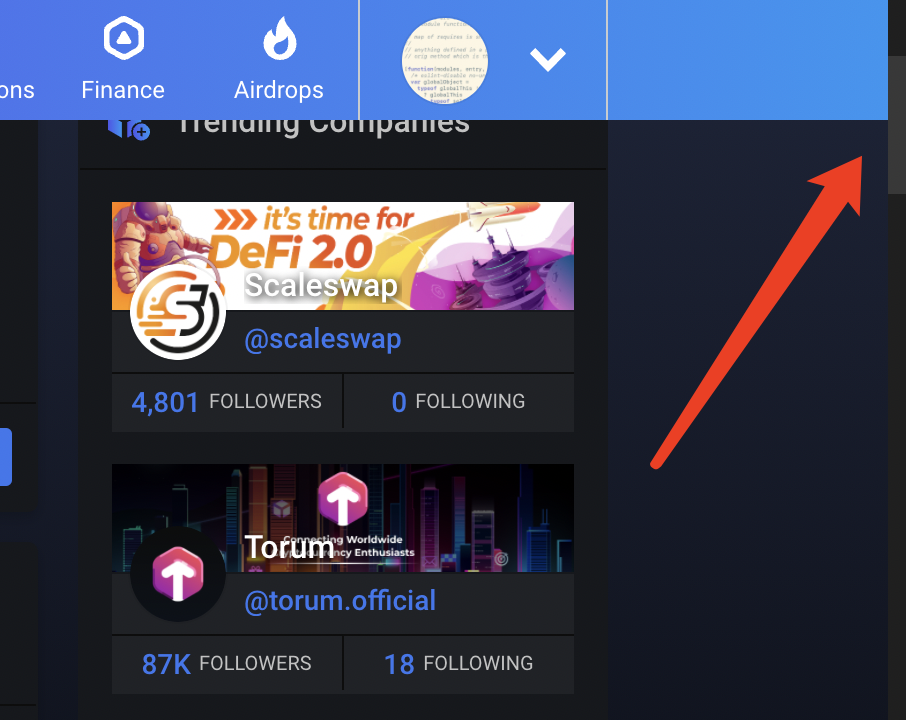 ons
Finance
Airdrops
Trending Companies
it's time for
DeFi 2.0
Scaleswap
@scaleswap
4,801 FOLLOWERS
0 FOLLOWING
Connecting Worldwide
Cryptocurrency Enthusiasts
Torum
@torum.official
87K FOLLOWERS
18 FOLLOWING